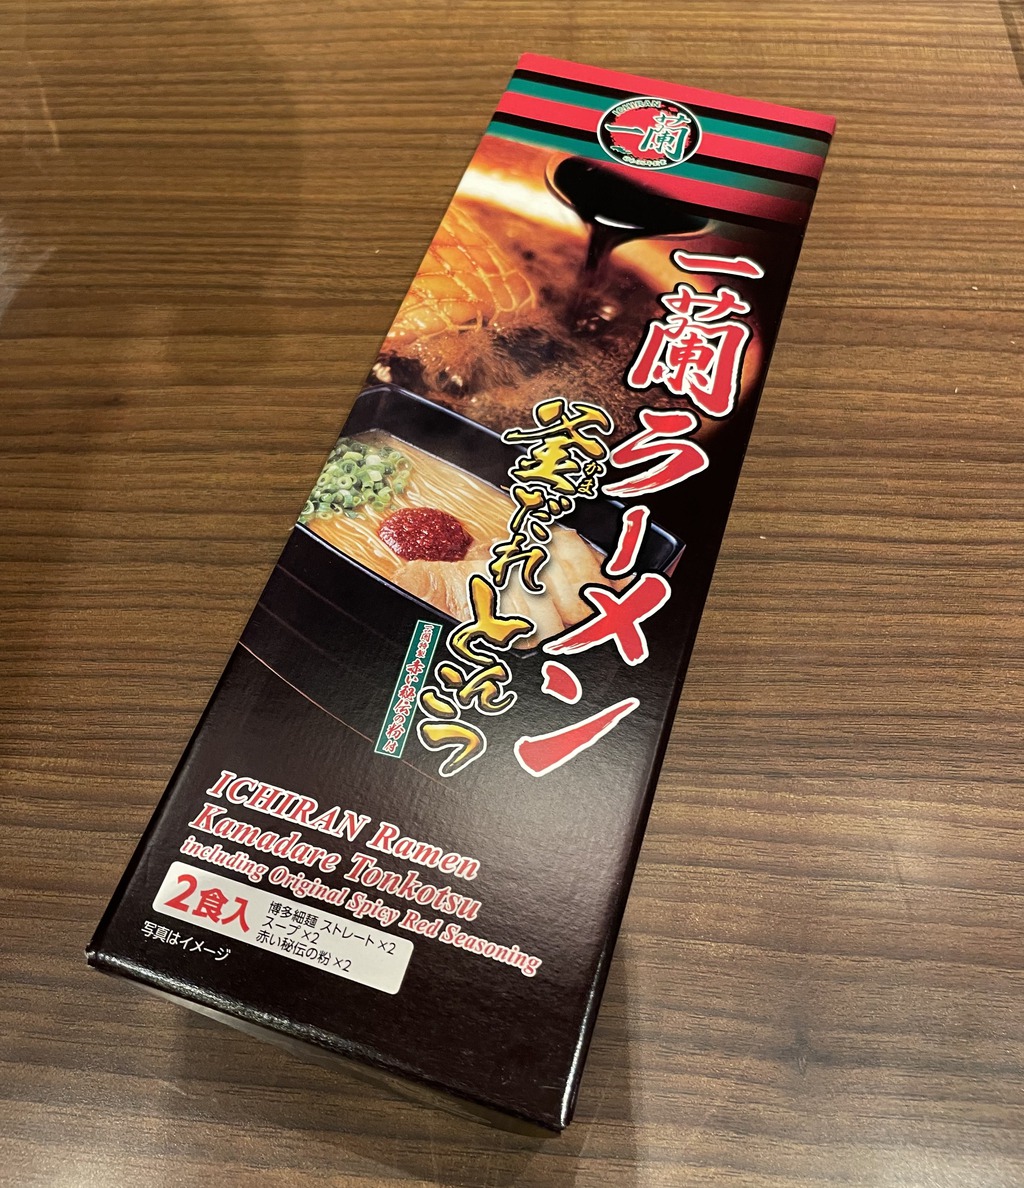 ICHIRAN
一蘭
一蘭ラーメン
釜だれとんこつ
かま
一蘭特製 赤い秘伝の粉付
ICHIRAN Ramen
Kamadare Tonkotsu
including Original Spicy Red Seasoning
2食入
博多細麺 ストレート×2
スープ×2
赤い秘伝の粉×2
写真はイメージ